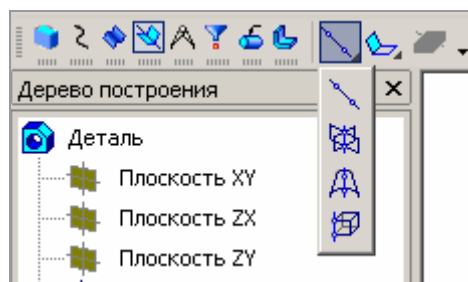 Дерево построения
Деталь
Плоскость XY
Плоскость ZX
Плоскость ZY